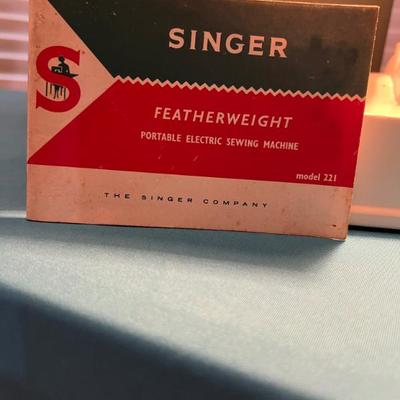 SINGER
S
FEATHERWEIGHT
PORTABLE ELECTRIC SEWING MACHINE
model 221
THE SINGER COMPANY